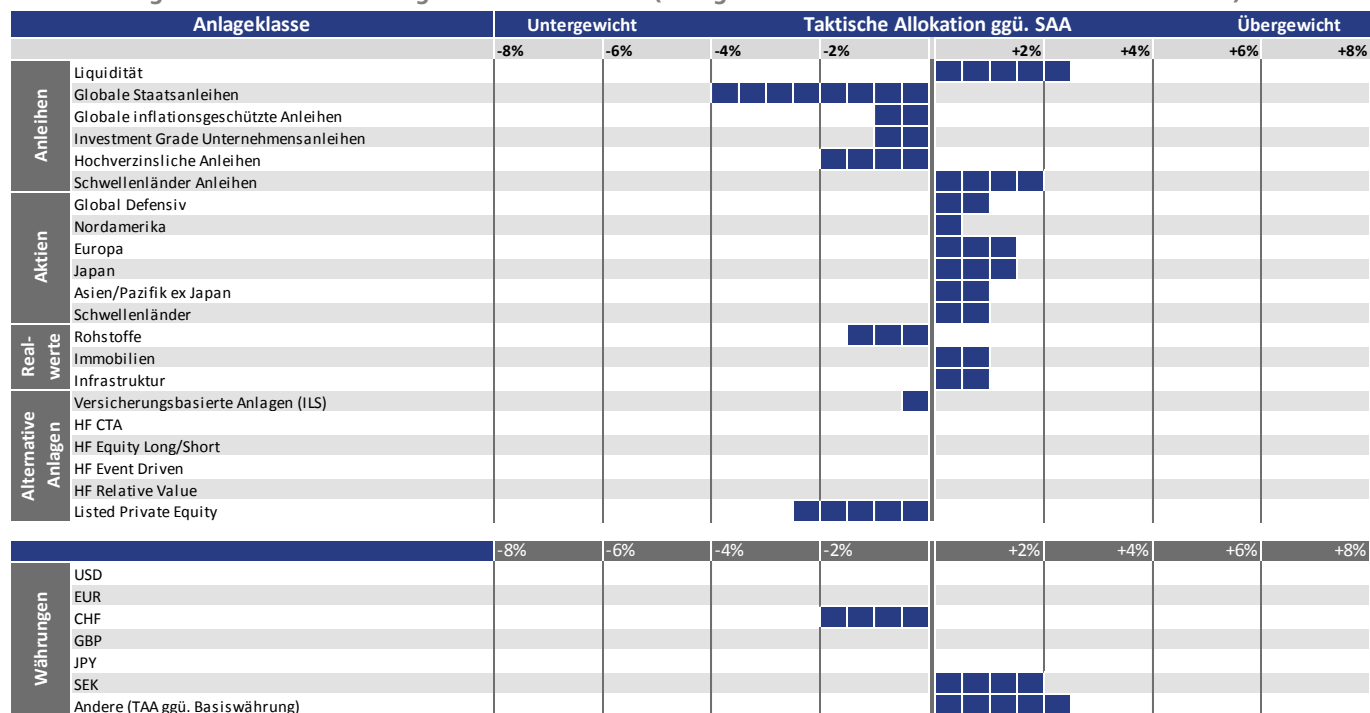 Anlageklasse Untergewicht Taktische Allokation ggü. SAA Übergewicht
-8% -6% -4% -2% +2% +4% +6% +8%
Anleihen
Liquidität
Globale Staatsanleihen
Globale inflationsgeschützte Anleihen
Investment Grade Unternehmensanleihen
Hochverzinsliche Anleihen
Schwellenländer Anleihen
Aktien
Global Defensiv
Nordamerika
Europa
Japan
Asien/Pazifik ex Japan
Schwellenländer
Real-
werte
Rohstoffe
Immobilien
Infrastruktur
Alternative
Anlagen
Versicherungsbasierte Anlagen (ILS)
HF CTA
HF Equity Long/Short
HF Event Driven
HF Relative Value
Listed Private Equity
-8% -6% -4% -2% +2% +4% +6% +8%
Währungen
USD
EUR
CHF
GBP
JPY
SEK
Andere (TAA ggü. Basiswährung)